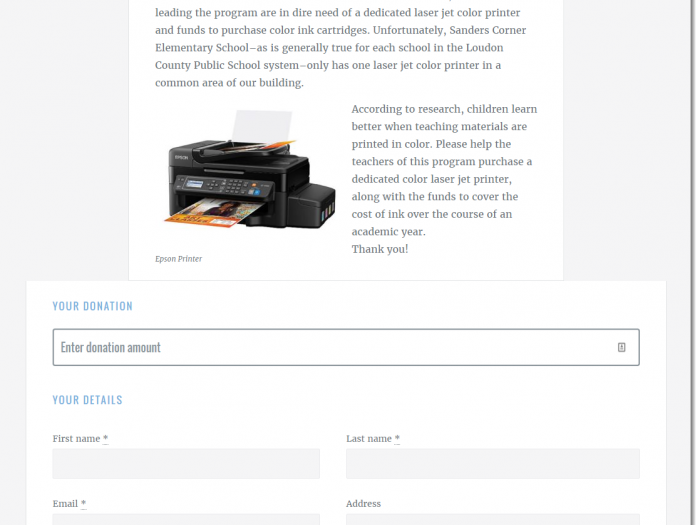 leading the program are in dire need of a dedicated laser jet color printer
and funds to purchase color ink cartridges. Unfortunately, Sanders Corner
Elementary School–as is generally true for each school in the Loudon
County Public School system–only has one laser jet color printer in a
common area of our building.
According to research, children learn
better when teaching materials are
printed in color. Please help the
teachers of this program purchase a
dedicated color laser jet printer,
along with the funds to cover the
cost of ink over the course of an
academic year.
Thank you!
EPSON
Epson Printer
YOUR DONATION
Enter donation amount
YOUR DETAILS
First name *
Last name *
Email *
Address